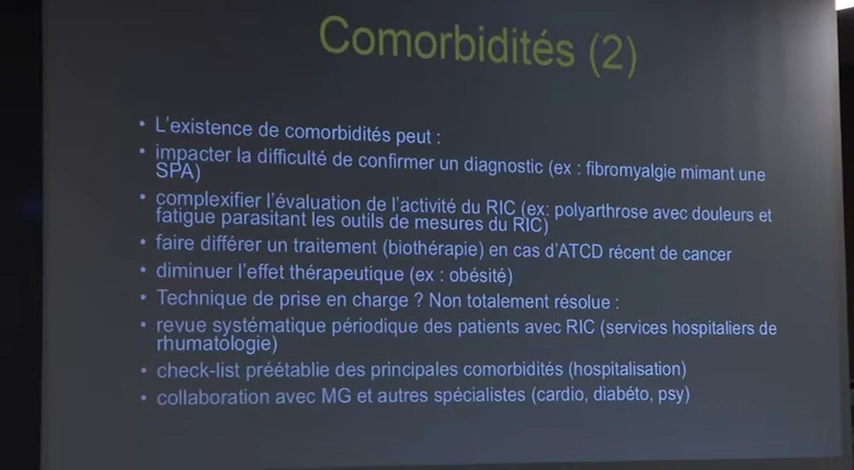 Comorbidités (2)
• L'existence de comorbidités peut :
• impacter la difficulté de confirmer un diagnostic (ex : fibromyalgie mimant une
SPA)
• complexifier l'évaluation de l'activité du RIC (ex: polyarthrose avec douleurs et
fatigue parasitant les outils de mesures du RIC)
• faire différer un traitement (biothérapie) en cas d'ATCD récent de cancer
• diminuer l'effet thérapeutique (ex : obésité)
• Technique de prise en charge ? Non totalement résolue :
• revue systématique périodique des patients avec RIC (services hospitaliers de
rhumatologie)
• check-list préétablie des principales comorbidités (hospitalisation)
• collaboration avec MG et autres spécialistes (cardio, diabéto, psy)